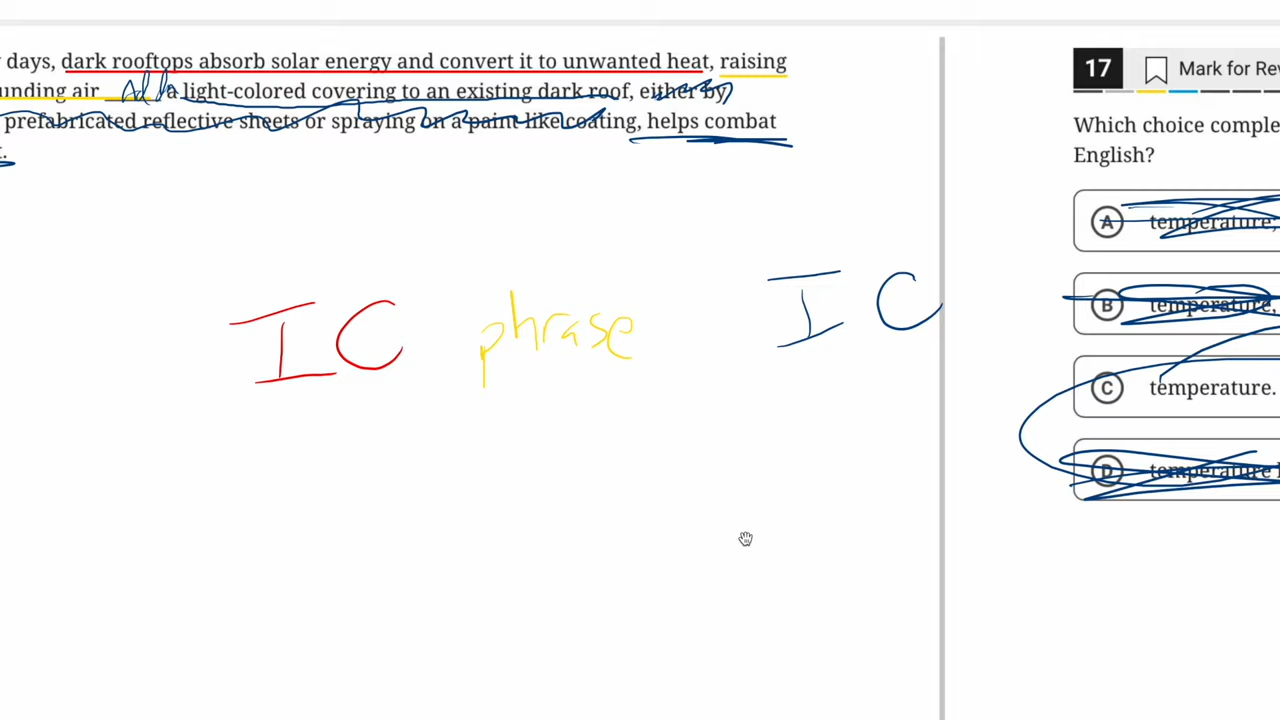 days, dark rooftops absorb solar energy and convert it to unwanted heat, raising
unding air Add a light-colored covering to an existing dark roof, either by
prefabricated reflective sheets or spraying on a paint-like coating, helps combat
IC phrase IC
17 Mark for Rev
Which choice comple
English?
A temperature;
B temperature,
C temperature.
D temperature